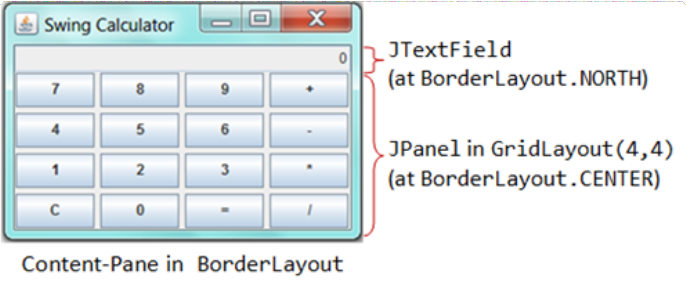 Swing Calculator
0
JTextField
(at BorderLayout.NORTH)
7 8 9 +
4 5 6 -
1 2 3 *
C 0 = /
JPanel in GridLayout(4,4)
(at BorderLayout.CENTER)
Content-Pane in BorderLayout